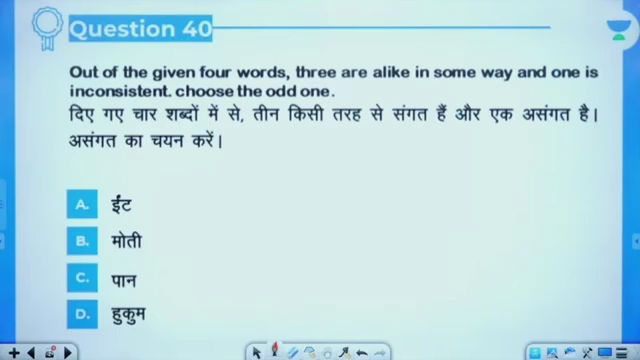 Question 40
Out of the given four words, three are alike in some way and one is
inconsistent. choose the odd one.
दिए गए चार शब्दों में से, तीन किसी तरह से संगत हैं और एक असंगत है।
असंगत का चयन करें।
A. ईंट
B. मोती
C. पान
D. हुकुम